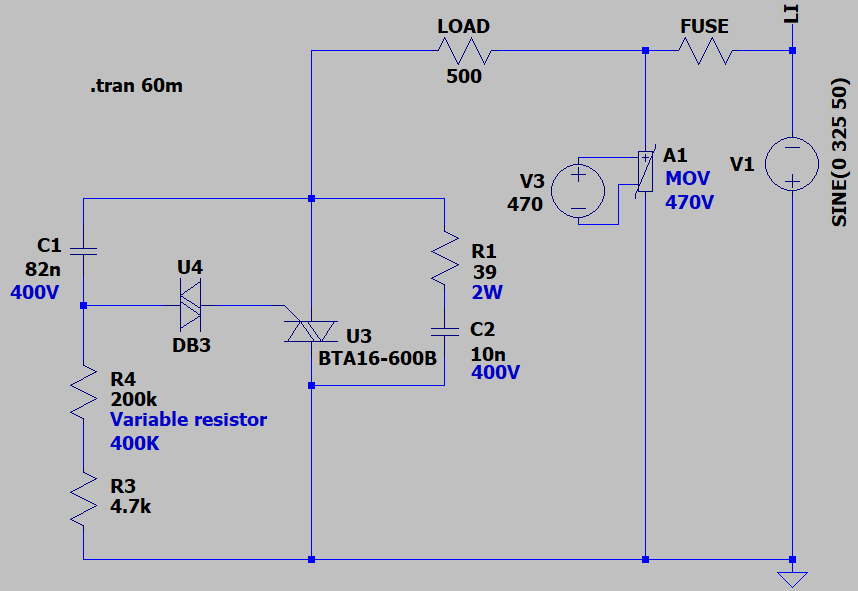 LOAD
500
FUSE
LI
.tran 60m
SINE(0 325 50)
V1
A1
MOV
470V
V3
470
C1
82n
400V
U4
DB3
R1
39
2W
U3
BTA16-600B
C2
10n
400V
R4
200k
Variable resistor
400K
R3
4.7k